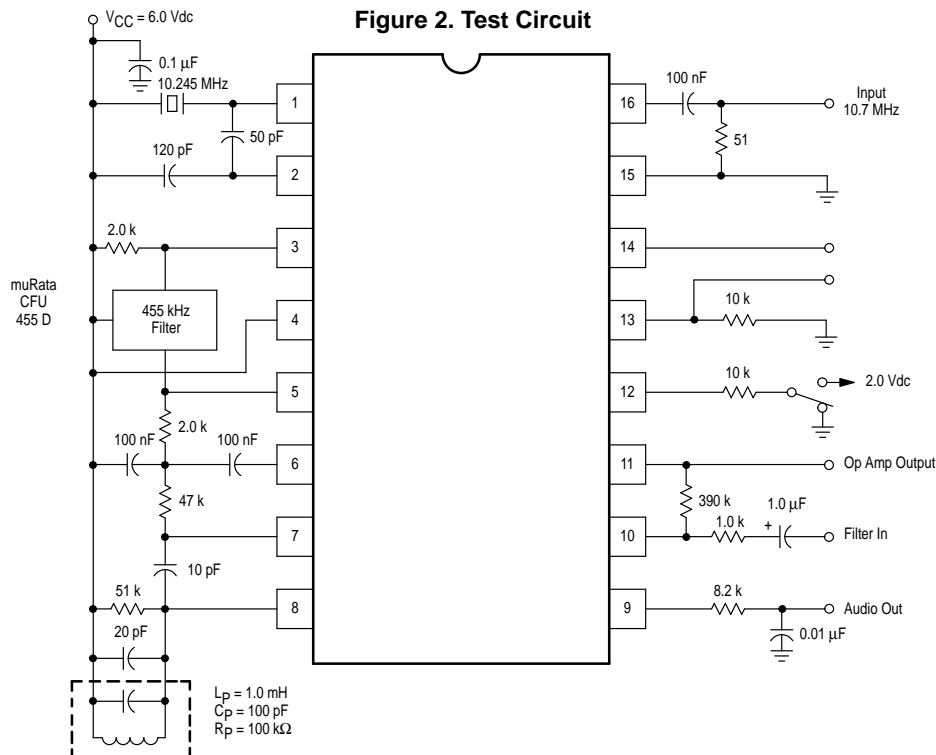 Figure 2. Test Circuit
VCC = 6.0 Vdc
0.1 μF
10.245 MHz
50 pF
120 pF
1
2
2.0 k
3
muRata
CFU
455 D
455 kHz
Filter
4
5
2.0 k
100 nF
100 nF
6
47 k
7
10 pF
51 k
8
20 pF
LP = 1.0 mH
CP = 100 pF
RP = 100 kΩ
16
100 nF
Input
10.7 MHz
51
15
14
13
10 k
12
10 k
2.0 Vdc
11
Op Amp Output
390 k
1.0 μF
10
1.0 k
+
Filter In
9
8.2 k
Audio Out
0.01 μF